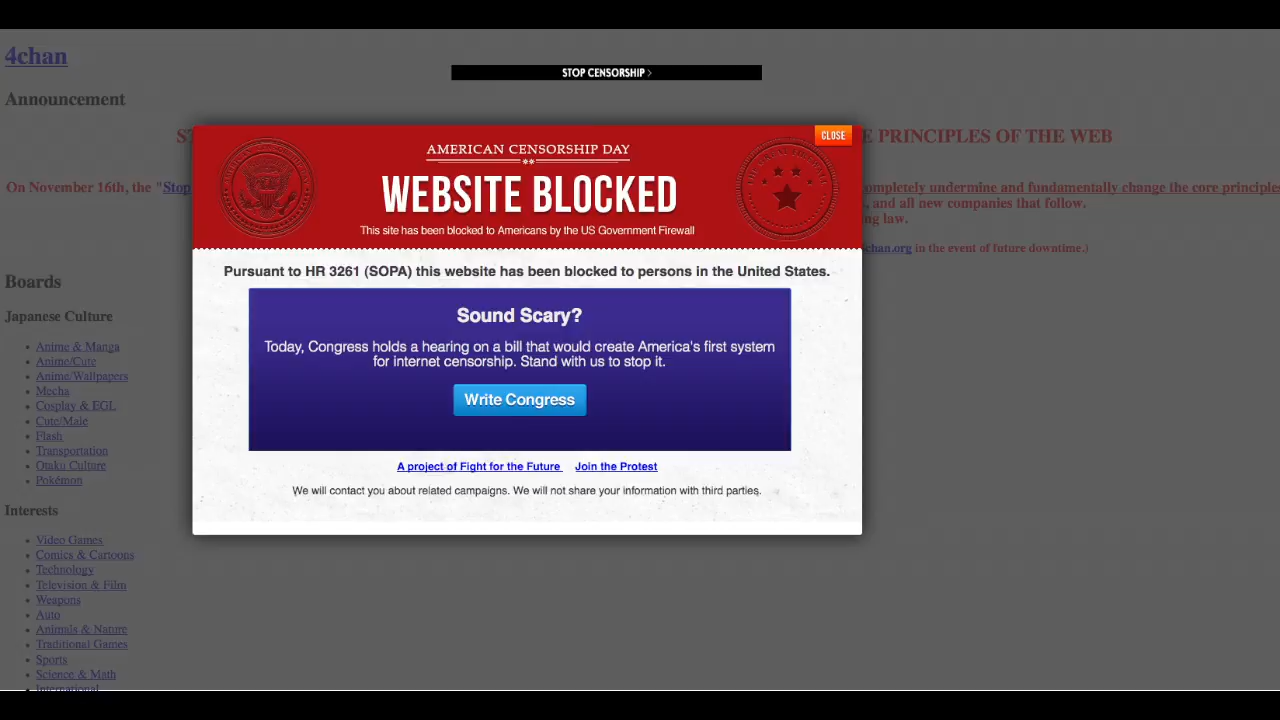 4chan
STOP CENSORSHIP >
Announcement
CLOSE
ST
E PRINCIPLES OF THE WEB
AMERICAN CENSORSHIP DAY
WEBSITE BLOCKED
This site has been blocked to Americans by the US Government Firewall
On November 16th, the "Stop
completely undermine and fundamentally change the core principles
, and all new companies that follow.
ng law.
chan.org in the event of future downtime.)
Pursuant to HR 3261 (SOPA) this website has been blocked to persons in the United States.
Sound Scary?
Today, Congress holds a hearing on a bill that would create America's first system
for internet censorship. Stand with us to stop it.
Write Congress
A project of Fight for the Future Join the Protest
We will contact you about related campaigns. We will not share your information with third parties.
Boards
Japanese Culture
Anime & Manga
Anime/Cute
Anime/Wallpapers
Mecha
Cosplay & EGL
Cute/Male
Flash
Transportation
Otaku Culture
Pokémon
Interests
Video Games
Comics & Cartoons
Technology
Television & Film
Weapons
Auto
Animals & Nature
Traditional Games
Sports
Science & Math
International